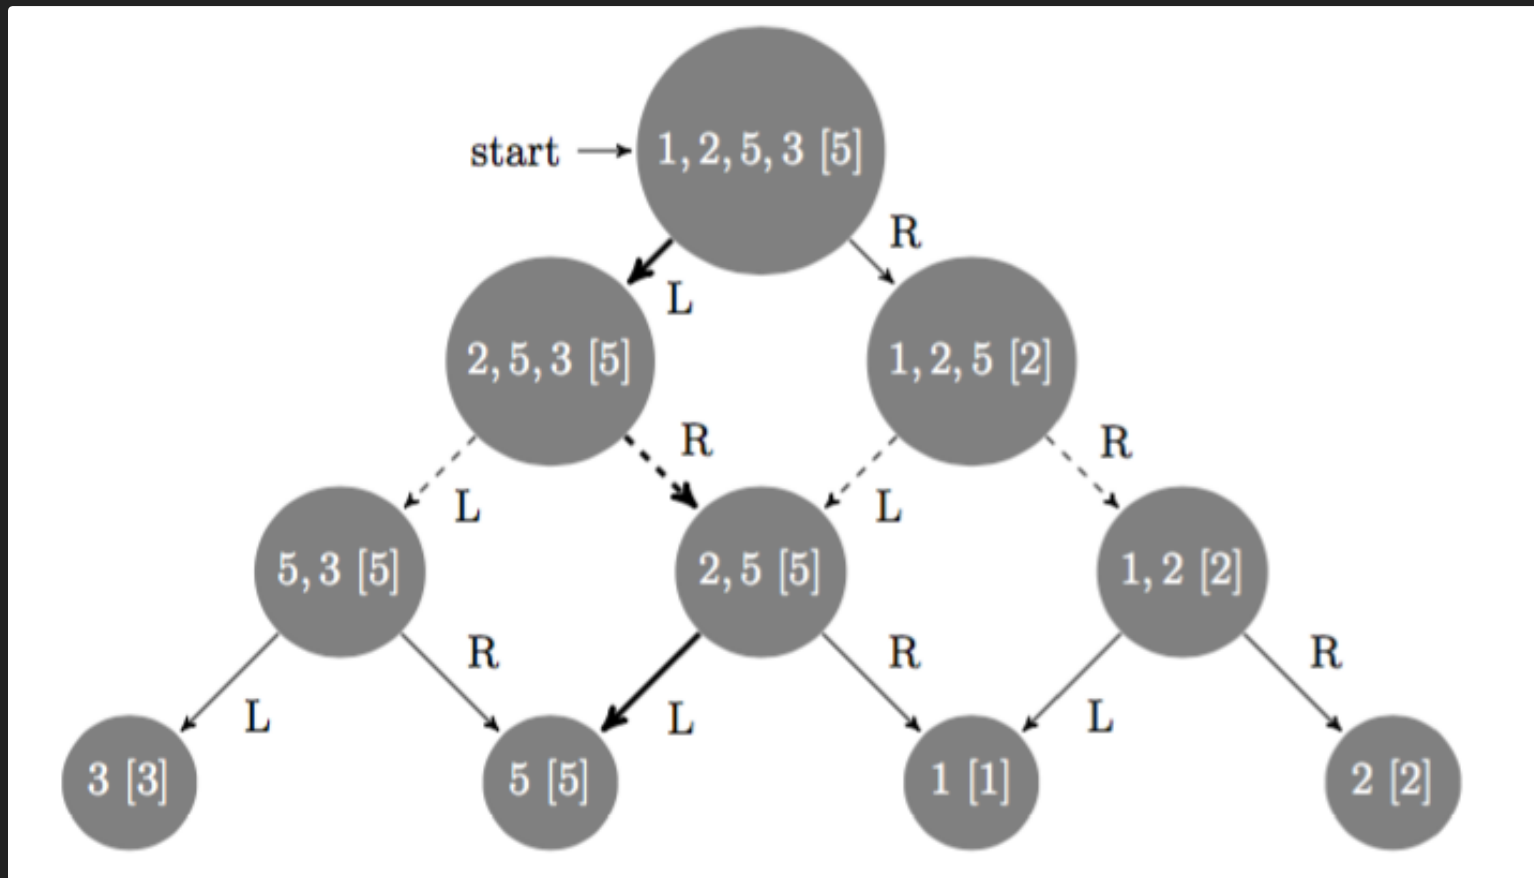 start
1, 2, 5, 3 [5]
L
R
2, 5, 3 [5]
1, 2, 5 [2]
L
R
L
R
5, 3 [5]
2, 5 [5]
1, 2 [2]
L
R
L
R
L
R
3 [3]
5 [5]
1 [1]
2 [2]